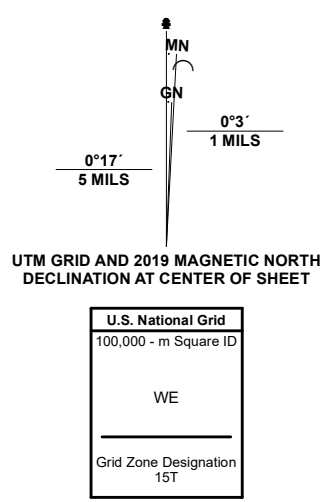 MN
GN
0°3´
1 MILS
0°17´
5 MILS
UTM GRID AND 2019 MAGNETIC NORTH
DECLINATION AT CENTER OF SHEET
U.S. National Grid
100,000 - m Square ID
WE
Grid Zone Designation
15T